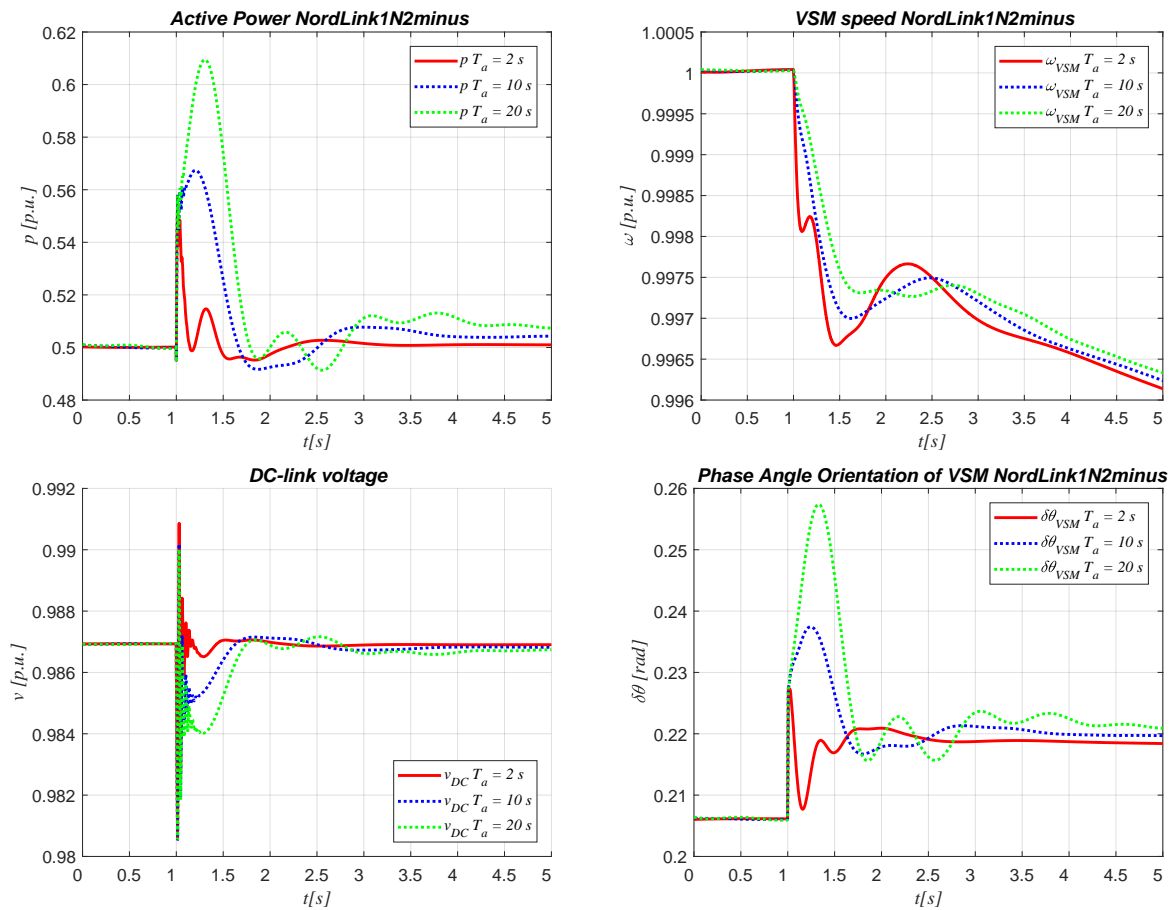 Active Power NordLink1N2minus
0.62
0.6
0.58
0.56
0.54
0.52
0.5
0.48
p [p.u.]
p T_a = 2 s
p T_a = 10 s
p T_a = 20 s
0 0.5 1 1.5 2 2.5 3 3.5 4 4.5 5
t[s]
VSM speed NordLink1N2minus
1.0005
1
0.9995
0.999
0.9985
0.998
0.9975
0.997
0.9965
0.996
ω [p.u.]
ω_VSM T_a = 2 s
ω_VSM T_a = 10 s
ω_VSM T_a = 20 s
0 0.5 1 1.5 2 2.5 3 3.5 4 4.5 5
t[s]
DC-link voltage
0.992
0.99
0.988
0.986
0.984
0.982
0.98
v [p.u.]
v_DC T_a = 2 s
v_DC T_a = 10 s
v_DC T_a = 20 s
0 0.5 1 1.5 2 2.5 3 3.5 4 4.5 5
t[s]
Phase Angle Orientation of VSM NordLink1N2minus
0.26
0.25
0.24
0.23
0.22
0.21
0.2
δθ [rad]
δθ_VSM T_a = 2 s
δθ_VSM T_a = 10 s
δθ_VSM T_a = 20 s
0 0.5 1 1.5 2 2.5 3 3.5 4 4.5 5
t[s]